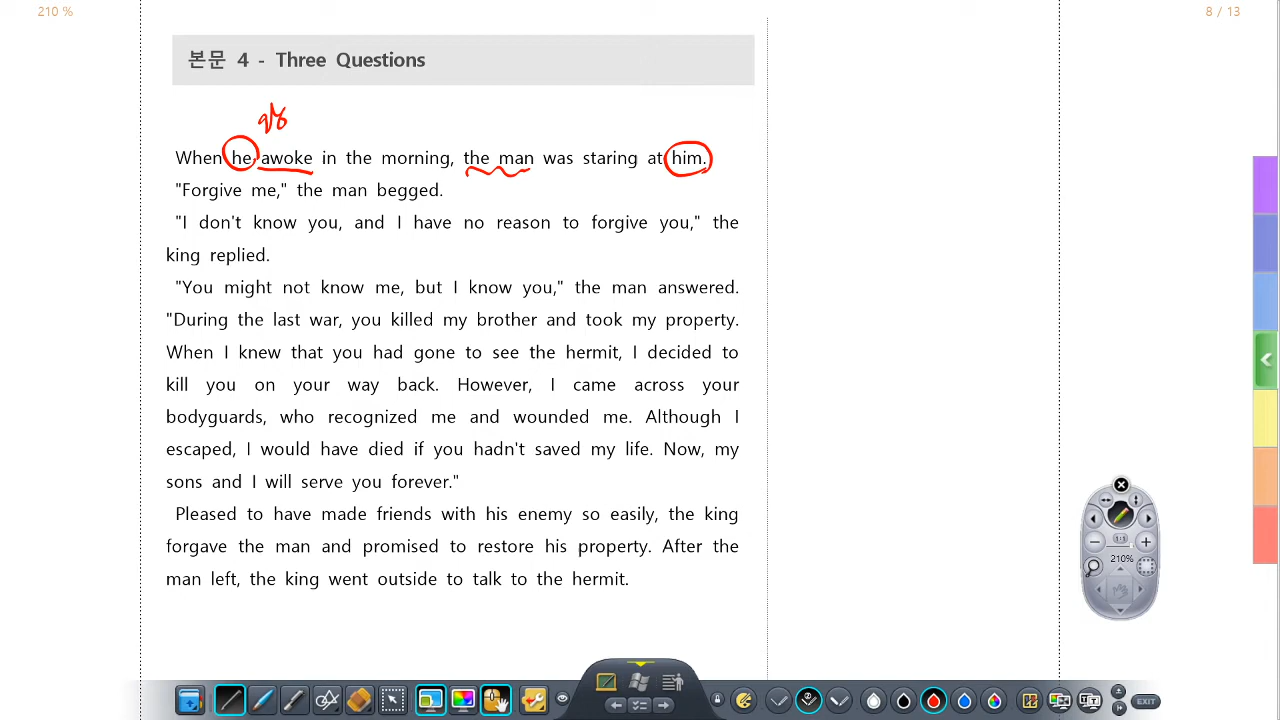 210 %
8 / 13
본문 4 - Three Questions
When he awoke in the morning, the man was staring at him.
"Forgive me," the man begged.
"I don't know you, and I have no reason to forgive you," the
king replied.
"You might not know me, but I know you," the man answered.
"During the last war, you killed my brother and took my property.
When I knew that you had gone to see the hermit, I decided to
kill you on your way back. However, I came across your
bodyguards, who recognized me and wounded me. Although I
escaped, I would have died if you hadn't saved my life. Now, my
sons and I will serve you forever."
Pleased to have made friends with his enemy so easily, the king
forgave the man and promised to restore his property. After the
man left, the king went outside to talk to the hermit.
1:1
210%
EXIT